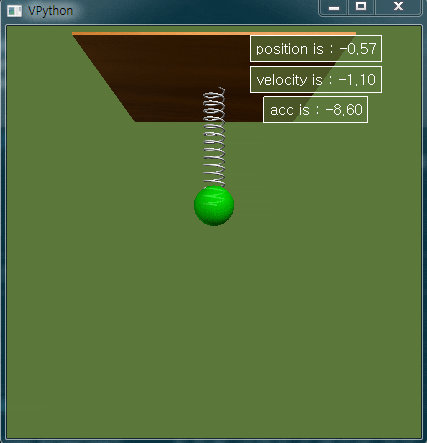 VPython
position is : -0,57
velocity is : -1,10
acc is : -8,60